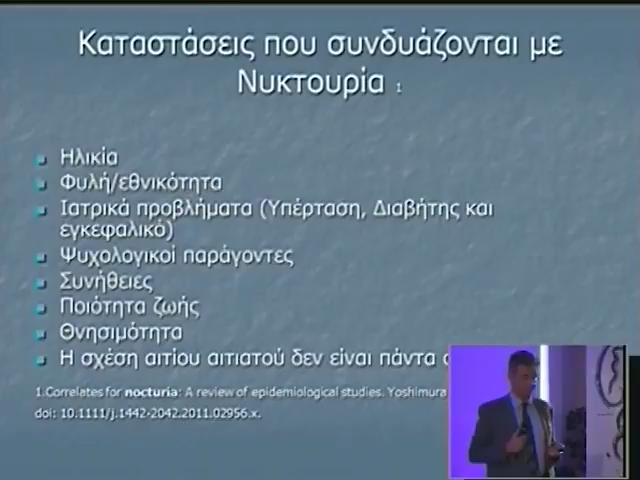 Καταστάσεις που συνδυάζονται με
Νυκτουρία 1
Ηλικία
Φυλή/εθνικότητα
Ιατρικά προβλήματα (Υπέρταση, Διαβήτης και
εγκεφαλικό)
Ψυχολογικοί παράγοντες
Συνήθειες
Ποιότητα ζωής
Θνησιμότητα
Η σχέση αιτίου αιτιατού δεν είναι πάντα
1.Correlates for nocturia: A review of epidemiological studies. Yoshimura
doi: 10.1111/j.1442-2042.2011.02956.x.